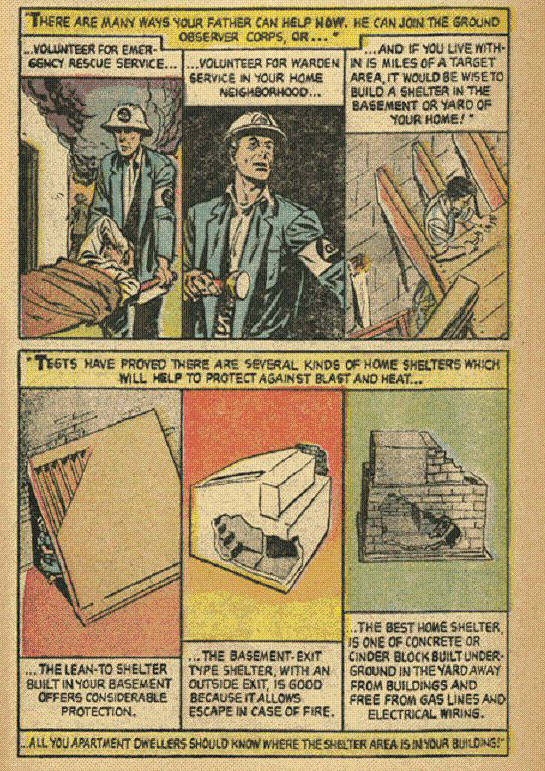 "THERE ARE MANY WAYS YOUR FATHER CAN HELP NOW. HE CAN JOIN THE GROUND
OBSERVER CORPS, OR..."
...VOLUNTEER FOR EMER-
GENCY RESCUE SERVICE...
...VOLUNTEER FOR WARDEN
SERVICE IN YOUR HOME
NEIGHBORHOOD...
...AND IF YOU LIVE WITH-
IN 15 MILES OF A TARGET
AREA, IT WOULD BE WISE TO
BUILD A SHELTER IN THE
BASEMENT OR YARD OF
YOUR HOME!"
"TESTS HAVE PROVED THERE ARE SEVERAL KINDS OF HOME SHELTERS WHICH
WILL HELP TO PROTECT AGAINST BLAST AND HEAT...
...THE LEAN-TO SHELTER
BUILT IN YOUR BASEMENT
OFFERS CONSIDERABLE
PROTECTION.
...THE BASEMENT-EXIT
TYPE SHELTER, WITH AN
OUTSIDE EXIT, IS GOOD
BECAUSE IT ALLOWS
ESCAPE IN CASE OF FIRE.
...THE BEST HOME SHELTER,
IS ONE OF CONCRETE OR
CINDER BLOCK BUILT UNDER-
GROUND IN THE YARD AWAY
FROM BUILDINGS AND
FREE FROM GAS LINES AND
ELECTRICAL WIRING.
...ALL YOU APARTMENT DWELLERS SHOULD KNOW WHERE THE SHELTER AREA IS IN YOUR BUILDING!"